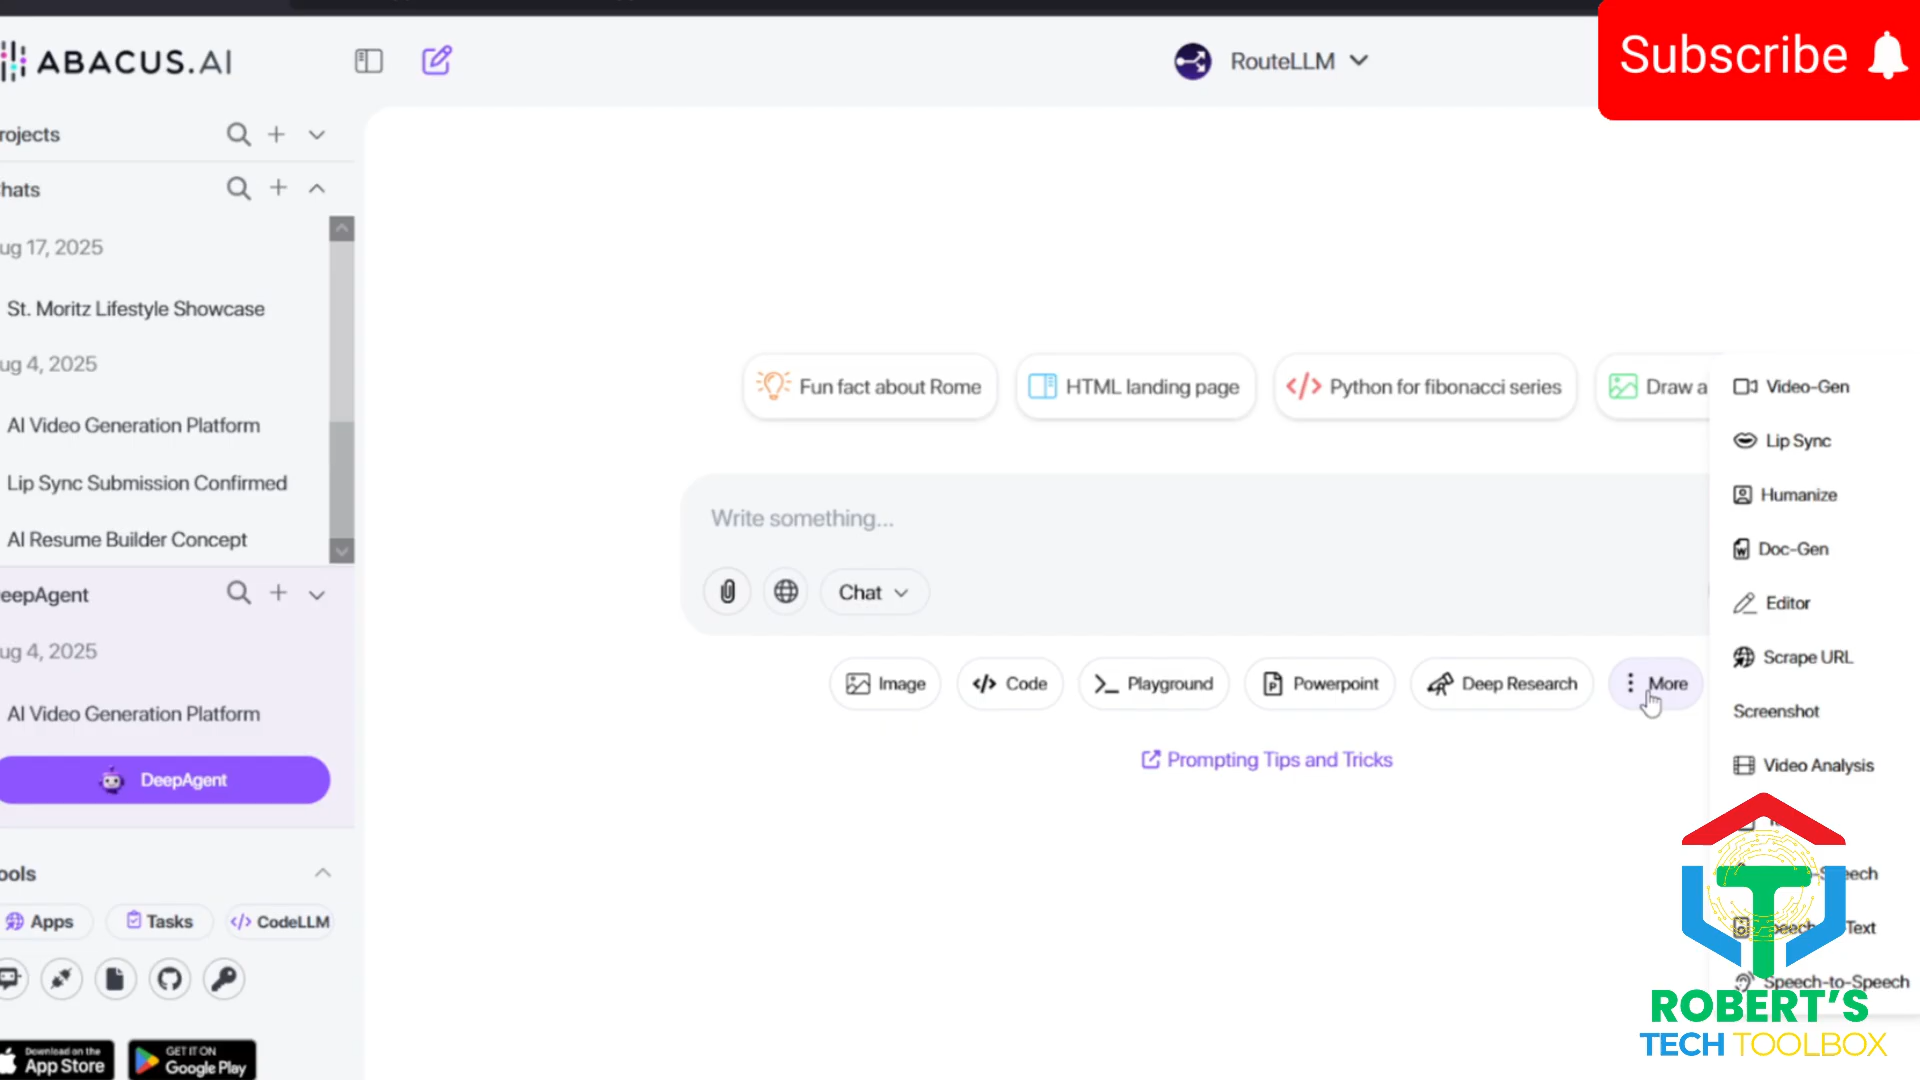 ABACUS.AI
RouteLLM
Subscribe
rojects
hats
ug 17, 2025
St. Moritz Lifestyle Showcase
ug 4, 2025
AI Video Generation Platform
Lip Sync Submission Confirmed
AI Resume Builder Concept
eepAgent
ug 4, 2025
AI Video Generation Platform
DeepAgent
ools
Apps
Tasks
CodeLLM
Download on the
App Store
GET IT ON
Google Play
Fun fact about Rome
HTML landing page
Python for fibonacci series
Draw a
Write something...
Chat
Image
Code
Playground
Powerpoint
Deep Research
More
Prompting Tips and Tricks
Video-Gen
Lip Sync
Humanize
Doc-Gen
Editor
Scrape URL
Screenshot
Video Analysis
Speech-to-Speech
ROBERT'S
TECH TOOLBOX